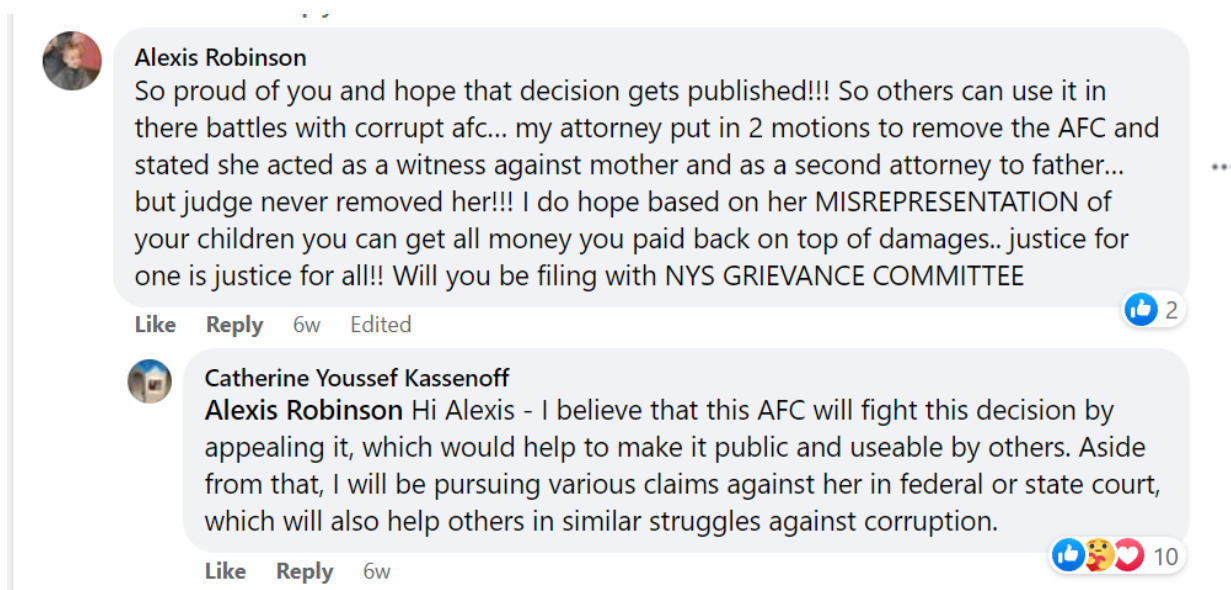 Alexis Robinson
So proud of you and hope that decision gets published!!! So others can use it in
there battles with corrupt afc... my attorney put in 2 motions to remove the AFC and
stated she acted as a witness against mother and as a second attorney to father...
but judge never removed her!!! I do hope based on her MISREPRESENTATION of
your children you can get all money you paid back on top of damages.. justice for
one is justice for all!! Will you be filing with NYS GRIEVANCE COMMITTEE
2
Like Reply 6w Edited
Catherine Youssef Kassenoff
Alexis Robinson Hi Alexis - I believe that this AFC will fight this decision by
appealing it, which would help to make it public and useable by others. Aside
from that, I will be pursuing various claims against her in federal or state court,
which will also help others in similar struggles against corruption.
10
Like Reply 6w